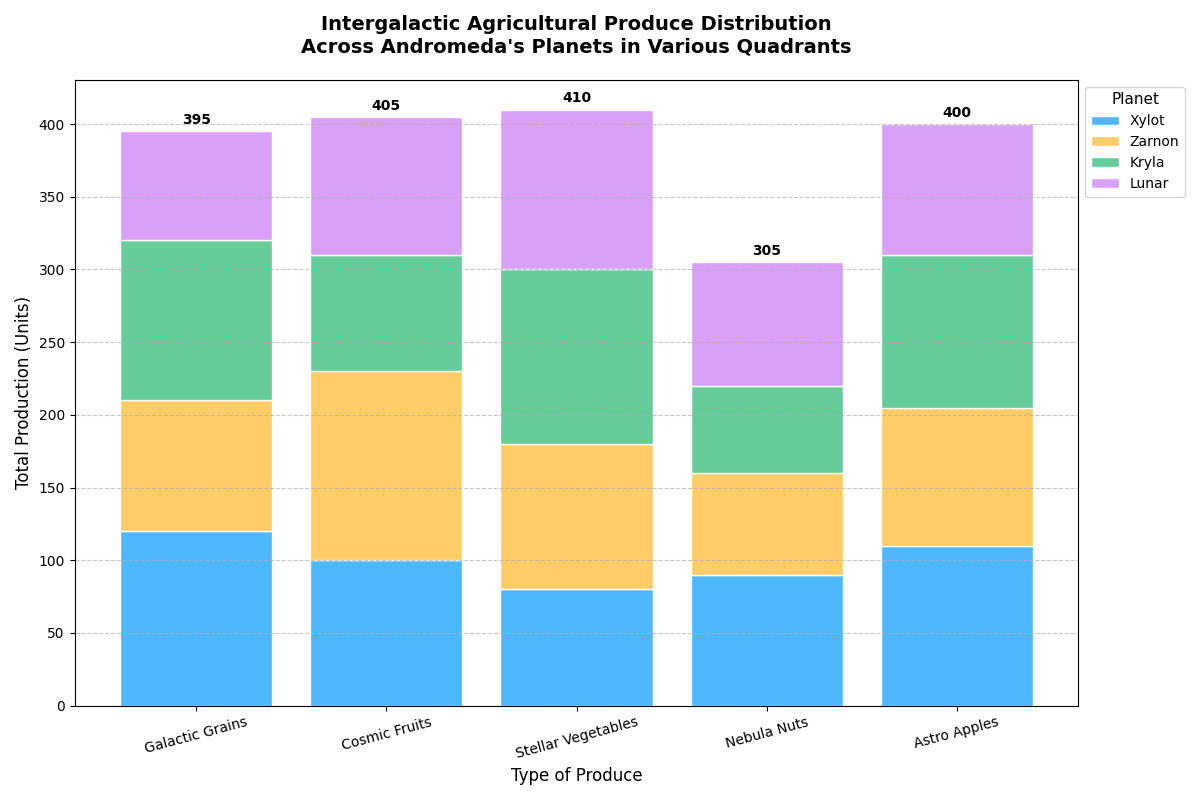 Intergalactic Agricultural Produce Distribution
Across Andromeda's Planets in Various Quadrants
Planet
Xylot
Zarnon
Kryla
Lunar
395
405
410
305
400
Total Production (Units)
400
350
300
250
200
150
100
50
0
Galactic Grains
Cosmic Fruits
Stellar Vegetables
Nebula Nuts
Astro Apples
Type of Produce